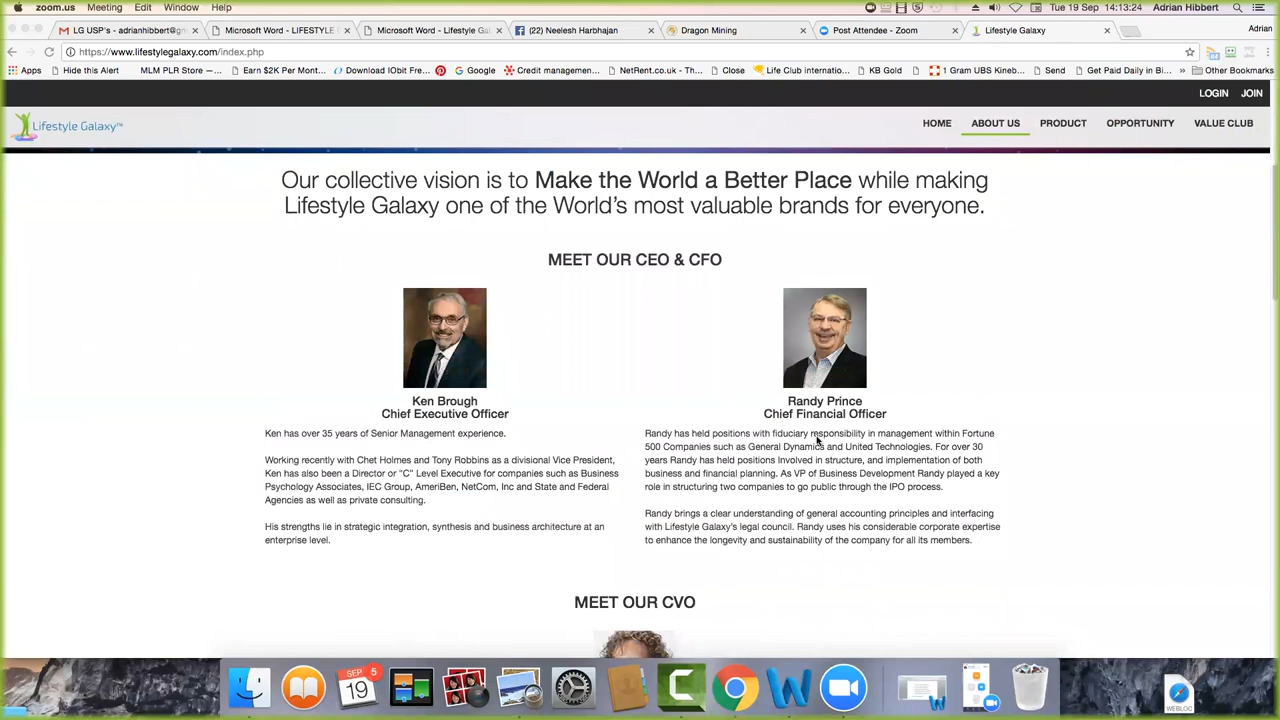 zoom.us Meeting Edit Window Help Tue 19 Sep 14:13:24 Adrian Hibbert
LG USP's - adrianhibbert@gm Microsoft Word - LIFESTYLE Microsoft Word - Lifestyle Ga (22) Neelesh Harbhajan Dragon Mining Post Attendee - Zoom Lifestyle Galaxy Adrian
https://www.lifestylegalaxy.com/index.php
Apps Hide this Alert MLM PLR Store —... Earn $2K Per Mont... Download IObit Fre... Google Credit managemen... NetRent.co.uk - Th... Close Life Club internatio... KB Gold 1 Gram UBS Kineb... Send Get Paid Daily in Bi... » Other Bookmarks
LOGIN JOIN
Lifestyle Galaxy™ HOME ABOUT US PRODUCT OPPORTUNITY VALUE CLUB
Our collective vision is to Make the World a Better Place while making
Lifestyle Galaxy one of the World's most valuable brands for everyone.
MEET OUR CEO & CFO
Ken Brough
Chief Executive Officer
Ken has over 35 years of Senior Management experience.
Working recently with Chet Holmes and Tony Robbins as a divisional Vice President,
Ken has also been a Director or "C" Level Executive for companies such as Business
Psychology Associates, IEC Group, AmeriBen, NetCom, Inc and State and Federal
Agencies as well as private consulting.
His strengths lie in strategic integration, synthesis and business architecture at an
enterprise level.
Randy Prince
Chief Financial Officer
Randy has held positions with fiduciary responsibility in management within Fortune
500 Companies such as General Dynamics and United Technologies. For over 30
years Randy has held positions Involved in structure, and implementation of both
business and financial planning. As VP of Business Development Randy played a key
role in structuring two companies to go public through the IPO process.
Randy brings a clear understanding of general accounting principles and interfacing
with Lifestyle Galaxy's legal council. Randy uses his considerable corporate expertise
to enhance the longevity and sustainability of the company for all its members.
MEET OUR CVO
SEP 5
19
WEBLOC